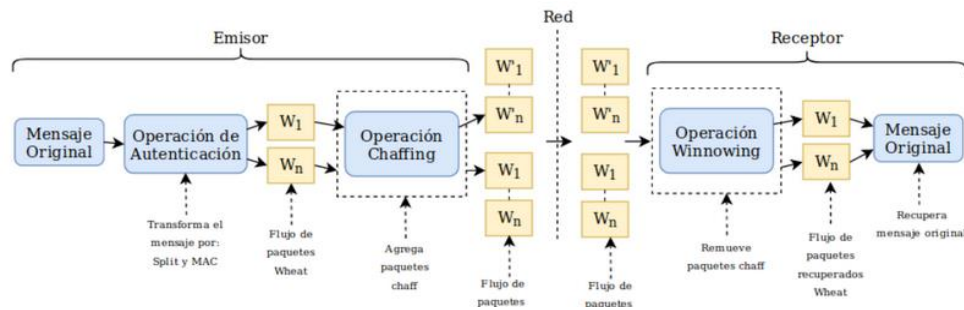 Red
Emisor
Receptor
W'1
W'n
W'1
W'n
Mensaje
Original
Operación de
Autenticación
W1
Wn
Operación
Chaffing
W1
Wn
W1
Wn
Operación
Winnowing
W1
Wn
Mensaje
Original
Transforma el
mensaje por:
Split y MAC
Flujo de
paquetes
Wheat
Agrega
paquetes
chaff
Flujo de
paquetes
Flujo de
paquetes
Remueve
paquetes chaff
Flujo de
paquetes
recuperados
Wheat
Recupera
mensaje original